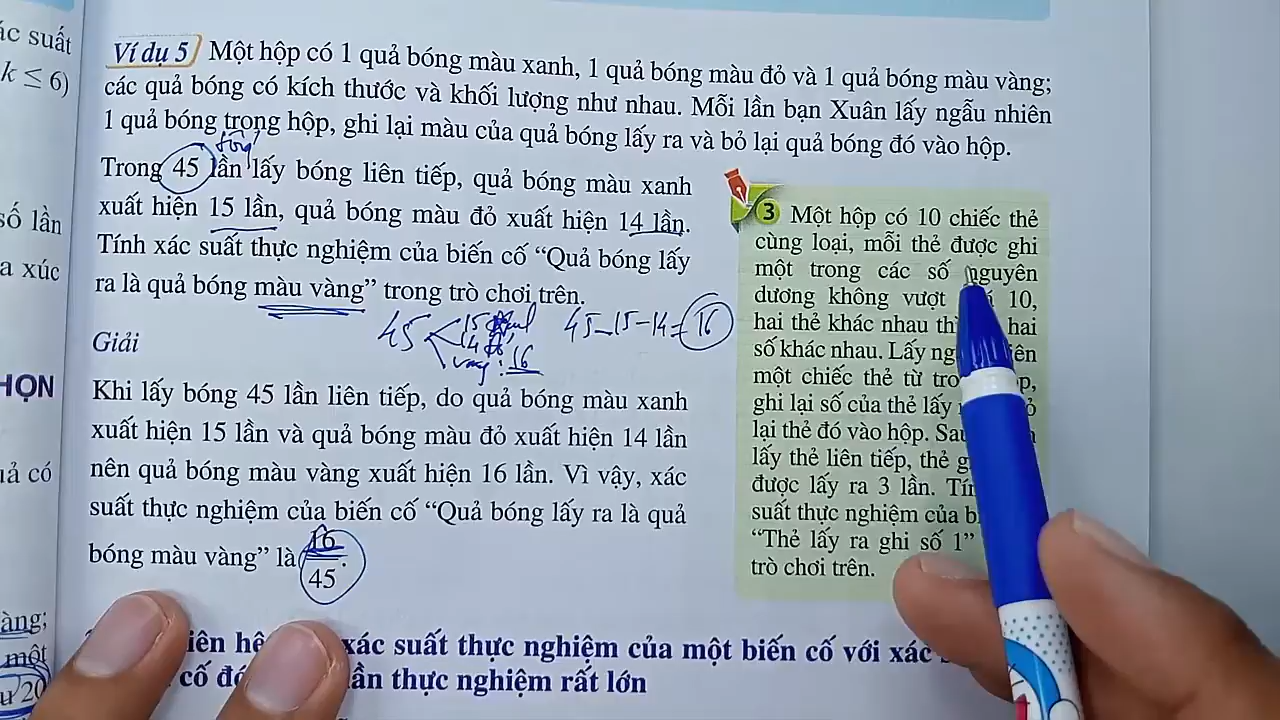 ác suất
k ≤ 6)
số lần
a xúc
HỌN
uả có
àng;
một
u 20
Ví dụ 5 Một hộp có 1 quả bóng màu xanh, 1 quả bóng màu đỏ và 1 quả bóng màu vàng;
các quả bóng có kích thước và khối lượng như nhau. Mỗi lần bạn Xuân lấy ngẫu nhiên
1 quả bóng trong hộp, ghi lại màu của quả bóng lấy ra và bỏ lại quả bóng đó vào hộp.
Trong 45 lần lấy bóng liên tiếp, quả bóng màu xanh
xuất hiện 15 lần, quả bóng màu đỏ xuất hiện 14 lần.
Tính xác suất thực nghiệm của biến cố “Quả bóng lấy
ra là quả bóng màu vàng” trong trò chơi trên.
45 15
14 đỏ
vàng: 16
45-15-14=16
Giải
Khi lấy bóng 45 lần liên tiếp, do quả bóng màu xanh
xuất hiện 15 lần và quả bóng màu đỏ xuất hiện 14 lần
nên quả bóng màu vàng xuất hiện 16 lần. Vì vậy, xác
suất thực nghiệm của biến cố “Quả bóng lấy ra là quả
bóng màu vàng” là 16/45.
3 Một hộp có 10 chiếc thẻ
cùng loại, mỗi thẻ được ghi
một trong các số nguyên
dương không vượt 10,
hai thẻ khác nhau hai
số khác nhau. Lấy
một chiếc thẻ từ
ghi lại số của thẻ lấy
lại thẻ đó vào hộp.
lấy thẻ liên tiếp, thẻ
được lấy ra 3 lần.
suất thực nghiệm của
“Thẻ lấy ra ghi số 1”
trò chơi trên.
xác suất thực nghiệm của một biến cố với xác
cố thực nghiệm rất lớn